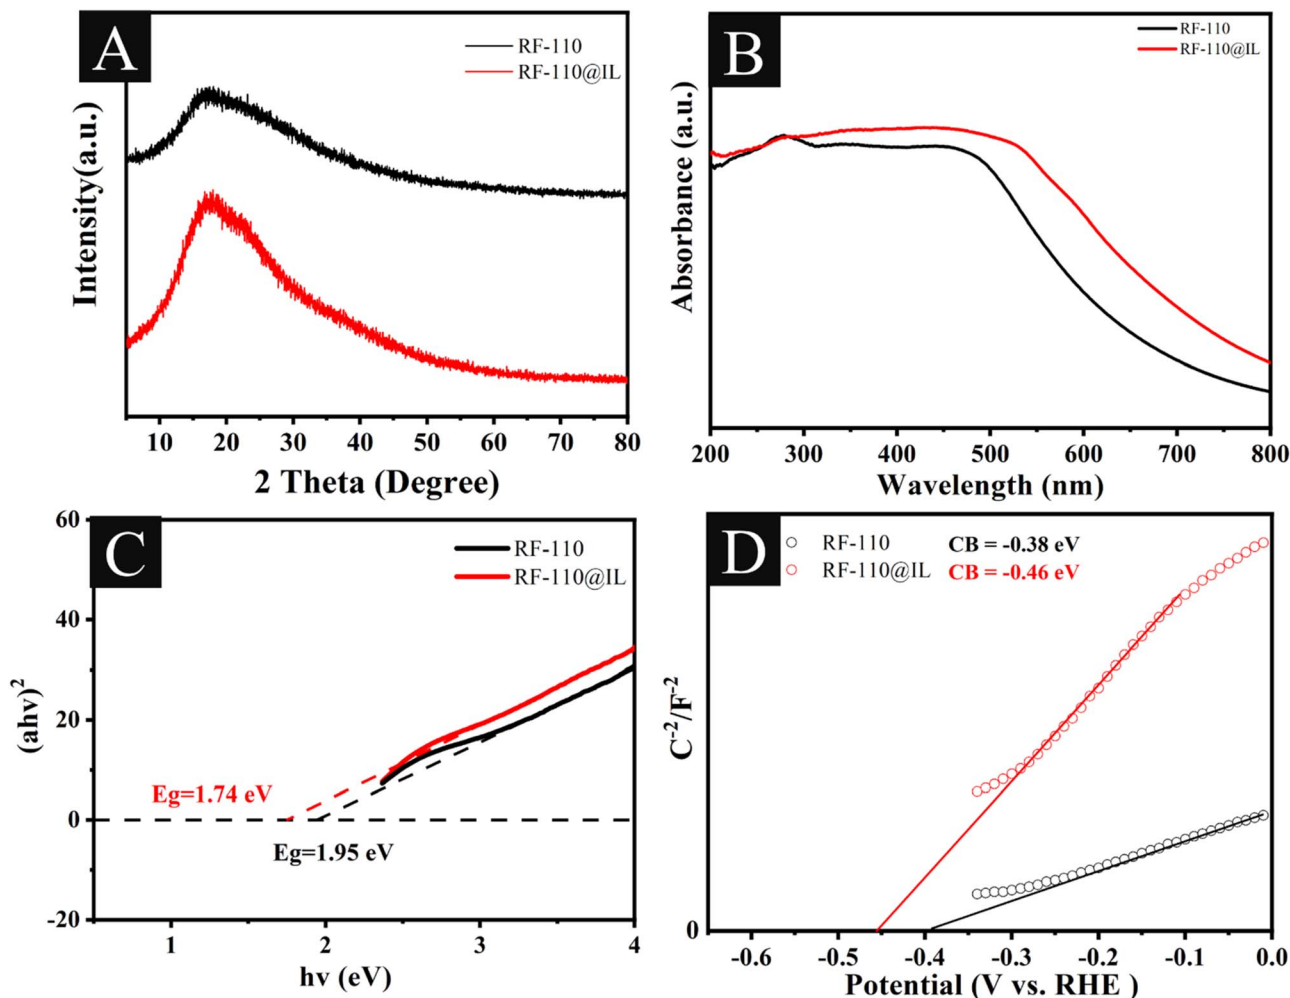 A
RF-110
RF-110@IL
Intensity(a.u.)
10 20 30 40 50 60 70 80
2 Theta (Degree)
B
RF-110
RF-110@IL
Absorbance (a.u.)
200 300 400 500 600 700 800
Wavelength (nm)
C
RF-110
RF-110@IL
60
40
20
0
-20
(ahv)²
Eg=1.74 eV
Eg=1.95 eV
1 2 3 4
hv (eV)
D
RF-110 CB = -0.38 eV
RF-110@IL CB = -0.46 eV
C⁻²/F⁻²
0
-0.6 -0.5 -0.4 -0.3 -0.2 -0.1 0.0
Potential (V vs. RHE )